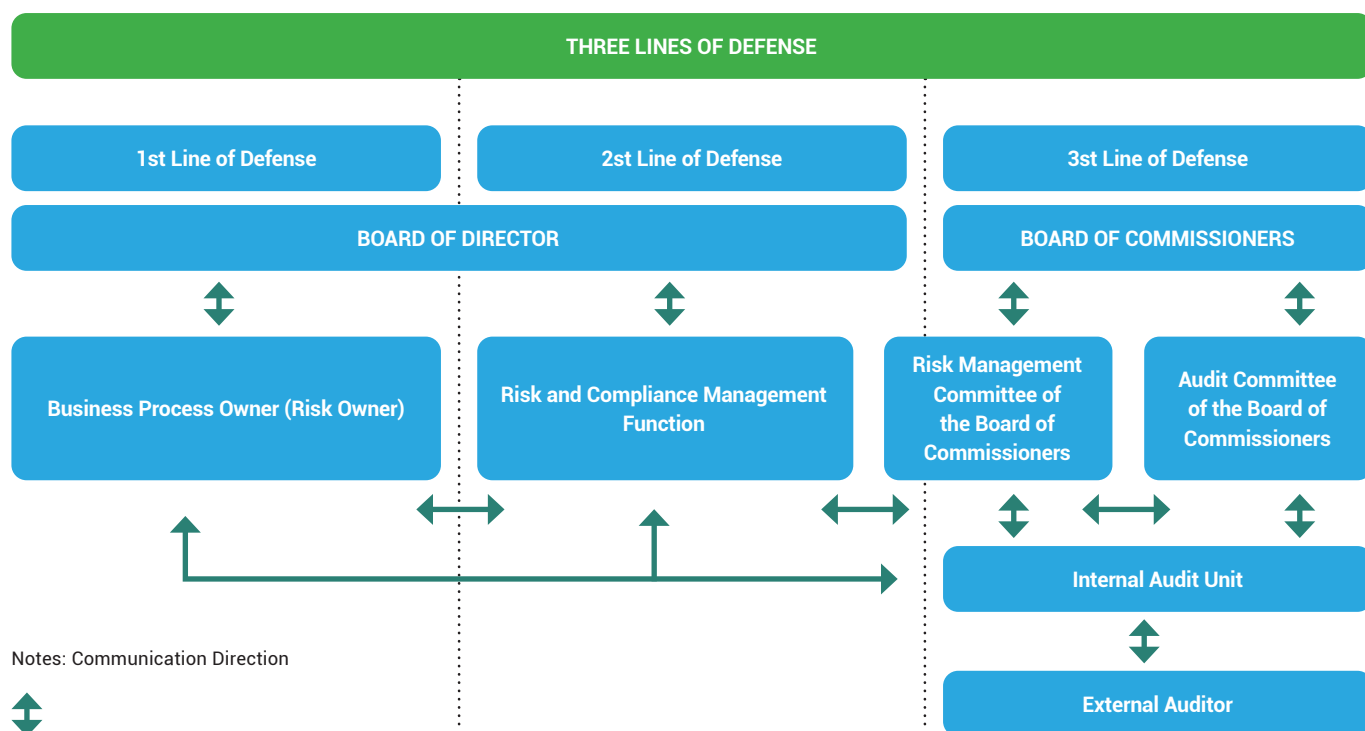 THREE LINES OF DEFENSE
1st Line of Defense
2st Line of Defense
3st Line of Defense
BOARD OF DIRECTOR
BOARD OF COMMISSIONERS
Business Process Owner (Risk Owner)
Risk and Compliance Management
Function
Risk Management
Committee of
the Board of
Commissioners
Audit Committee
of the Board of
Commissioners
Internal Audit Unit
Notes: Communication Direction
External Auditor